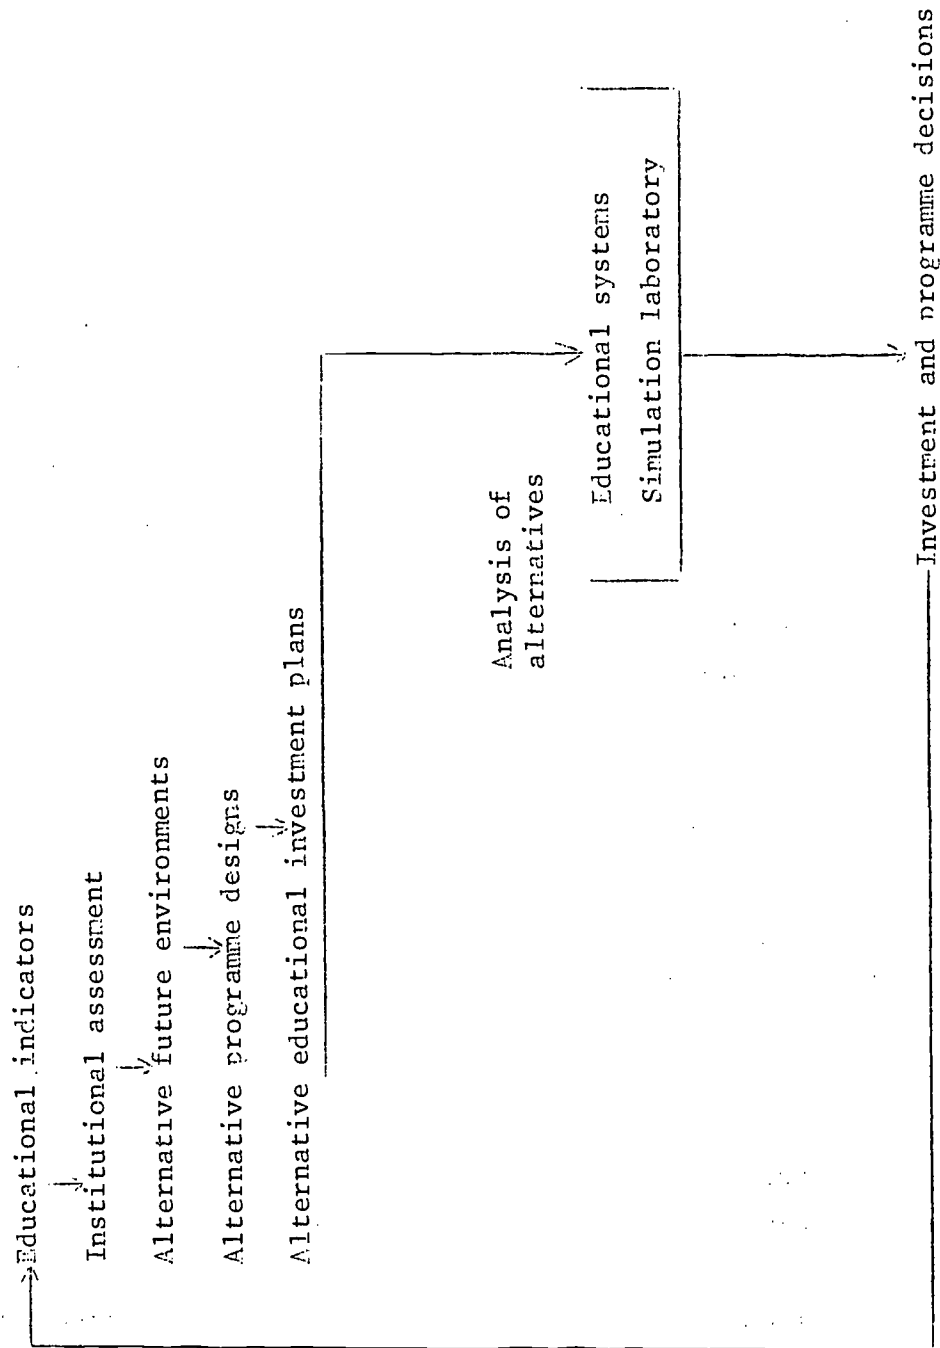 Educational indicators
Institutional assessment
Alternative future environments
Alternative programme designs
Alternative educational investment plans
Analysis of
alternatives
Educational systems
Simulation laboratory
Investment and programme decisions